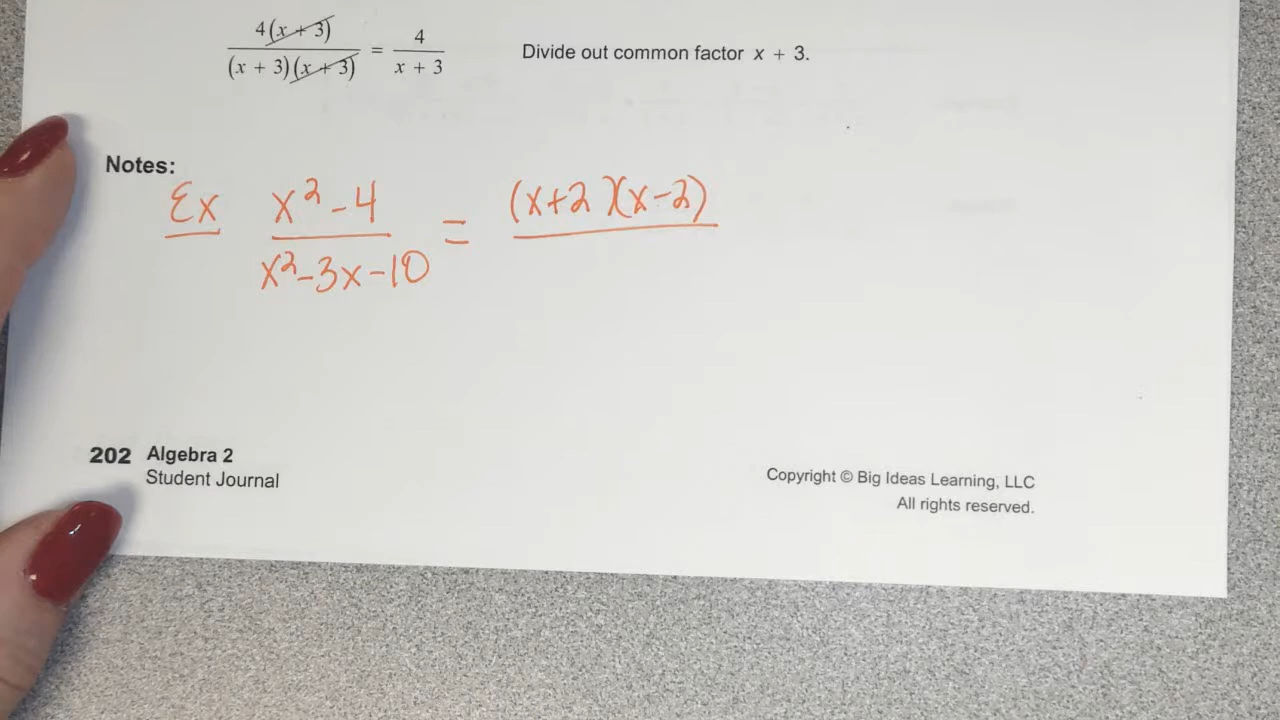 4(x + 3)/(x + 3)(x + 3) = 4/x + 3 Divide out common factor x + 3.
Notes:
Ex x² - 4 / x² - 3x - 10 = (x+2)(x-2)
202 Algebra 2
Student Journal
Copyright © Big Ideas Learning, LLC
All rights reserved.